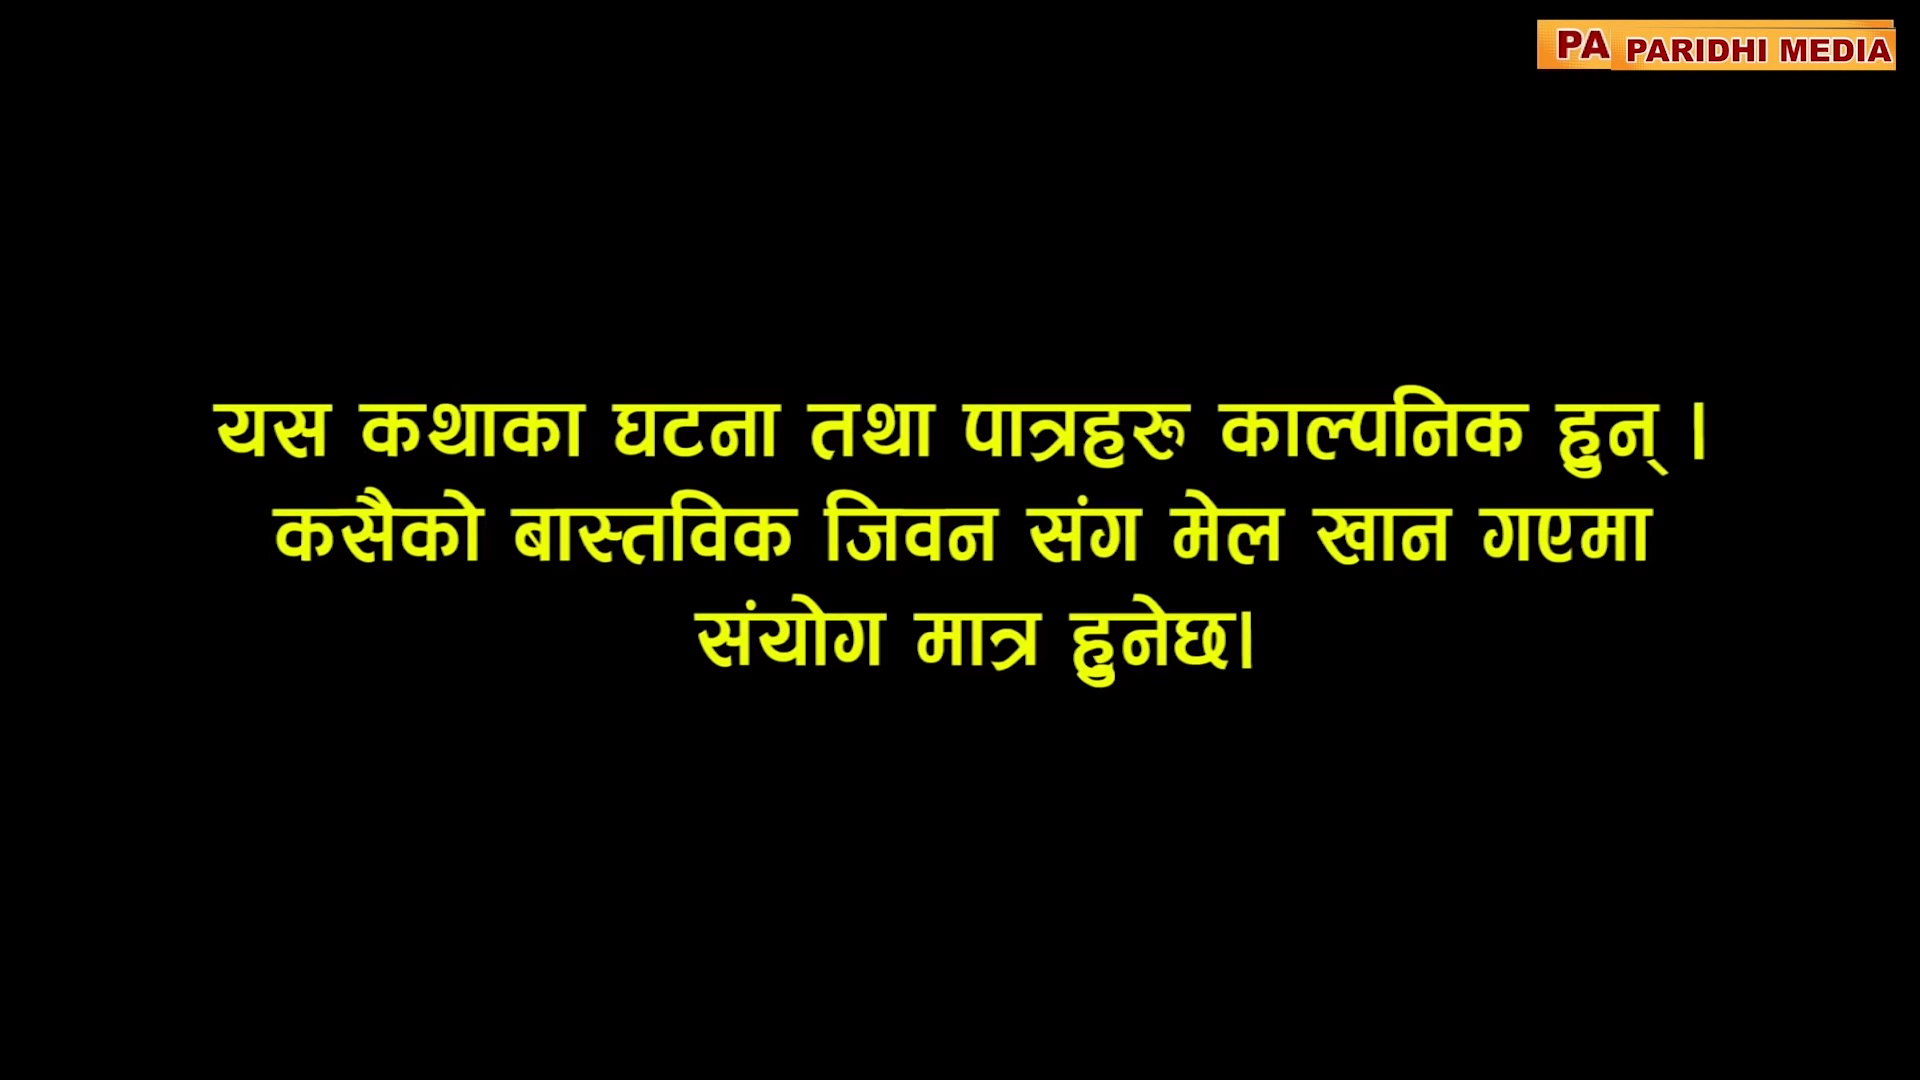 PA PARIDHI MEDIA
यस कथाका घटना तथा पात्रहरू काल्पनिक हुन् ।
कसैको बास्तविक जिवन संग मेल खान गएमा
संयोग मात्र हुनेछ।